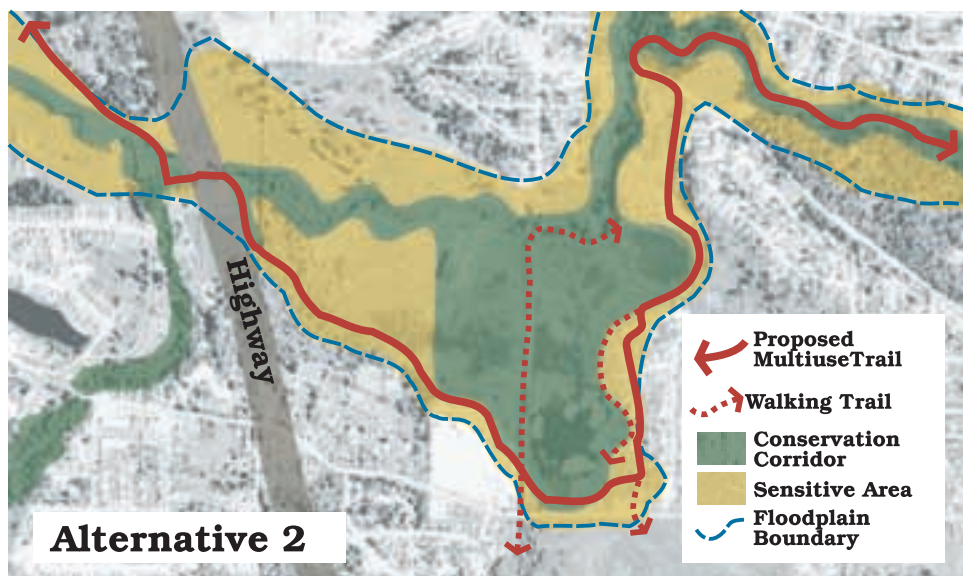 Highway
Proposed
MultiuseTrail
Walking Trail
Conservation
Corridor
Sensitive Area
Floodplain
Boundary
Alternative 2